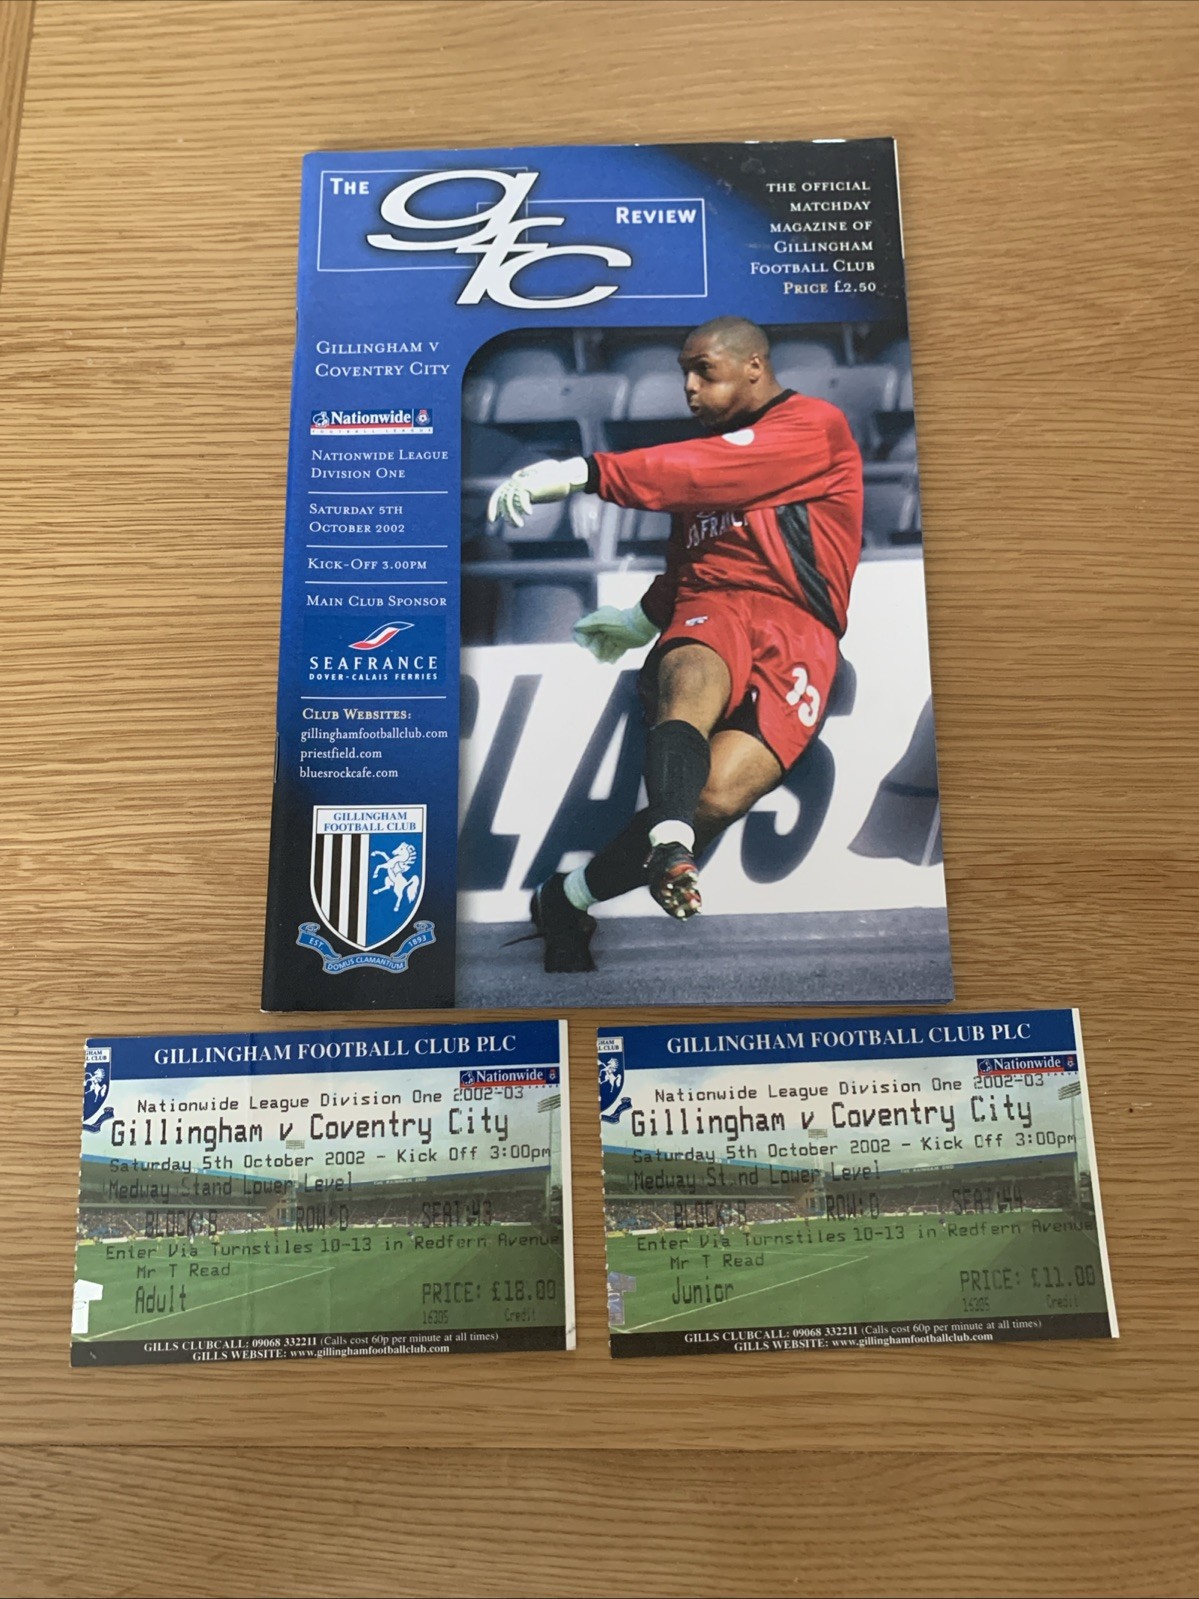 The gfc Review
THE OFFICIAL
MATCHDAY
MAGAZINE OF
GILLINGHAM
FOOTBALL CLUB
PRICE £2.50
GILLINGHAM V
COVENTRY CITY
Nationwide
FOOTBALL LEAGUE
NATIONWIDE LEAGUE
DIVISION ONE
SATURDAY 5TH
OCTOBER 2002
KICK-OFF 3.00PM
MAIN CLUB SPONSOR
SEAFRANCE
DOVER-CALAIS FERRIES
CLUB WEBSITES:
gillinghamfootballclub.com
priestfield.com
bluesrockcafe.com
GILLINGHAM
FOOTBALL CLUB
EST 1893
DOMUS CLAMANTIUM
SEAFRANC
13
GILLINGHAM FOOTBALL CLUB PLC
Nationwide
Nationwide League Division One 2002-03
Gillingham v Coventry City
Saturday 5th October 2002 - Kick Off 3:00pm
Medway Stand Lower Level
BLOCK:B ROW:D SEAT:43
Enter Via Turnstiles 10-13 in Redfern Avenue
Mr T Read
Adult PRICE: £18.00
16305 Credit
GILLS CLUBCALL: 09068 332211 (Calls cost 60p per minute at all times)
GILLS WEBSITE: www.gillinghamfootballclub.com
GILLINGHAM FOOTBALL CLUB PLC
Nationwide
Nationwide League Division One 2002-03
Gillingham v Coventry City
Saturday 5th October 2002 - Kick Off 3:00pm
Medway St nd Lower Level
BLOCK:B ROW:D SEAT:44
Enter Via Turnstiles 10-13 in Redfern Avenue
Mr T Read
Junior PRICE: £11.00
16305 Credit
GILLS CLUBCALL: 09068 332211 (Calls cost 60p per minute at all times)
GILLS WEBSITE: www.gillinghamfootballclub.com